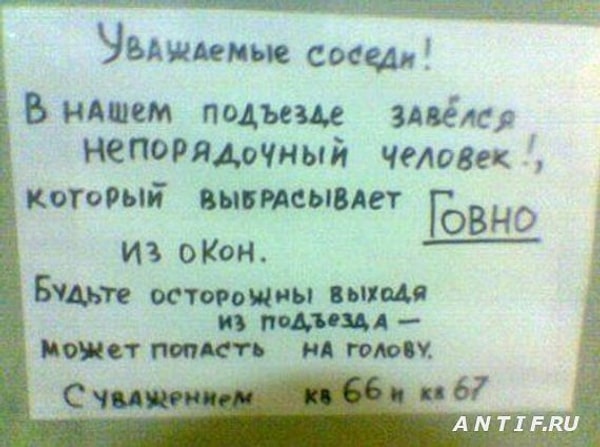 Уважаемые соседи!
В нашем подъезде завёлся
непорядочный человек!,
который выбрасывает Говно
из окон.
Будьте осторожны выходя
из подъезда —
может попасть на голову.
С уважением кв 66 и кв 67
ANTIF.RU